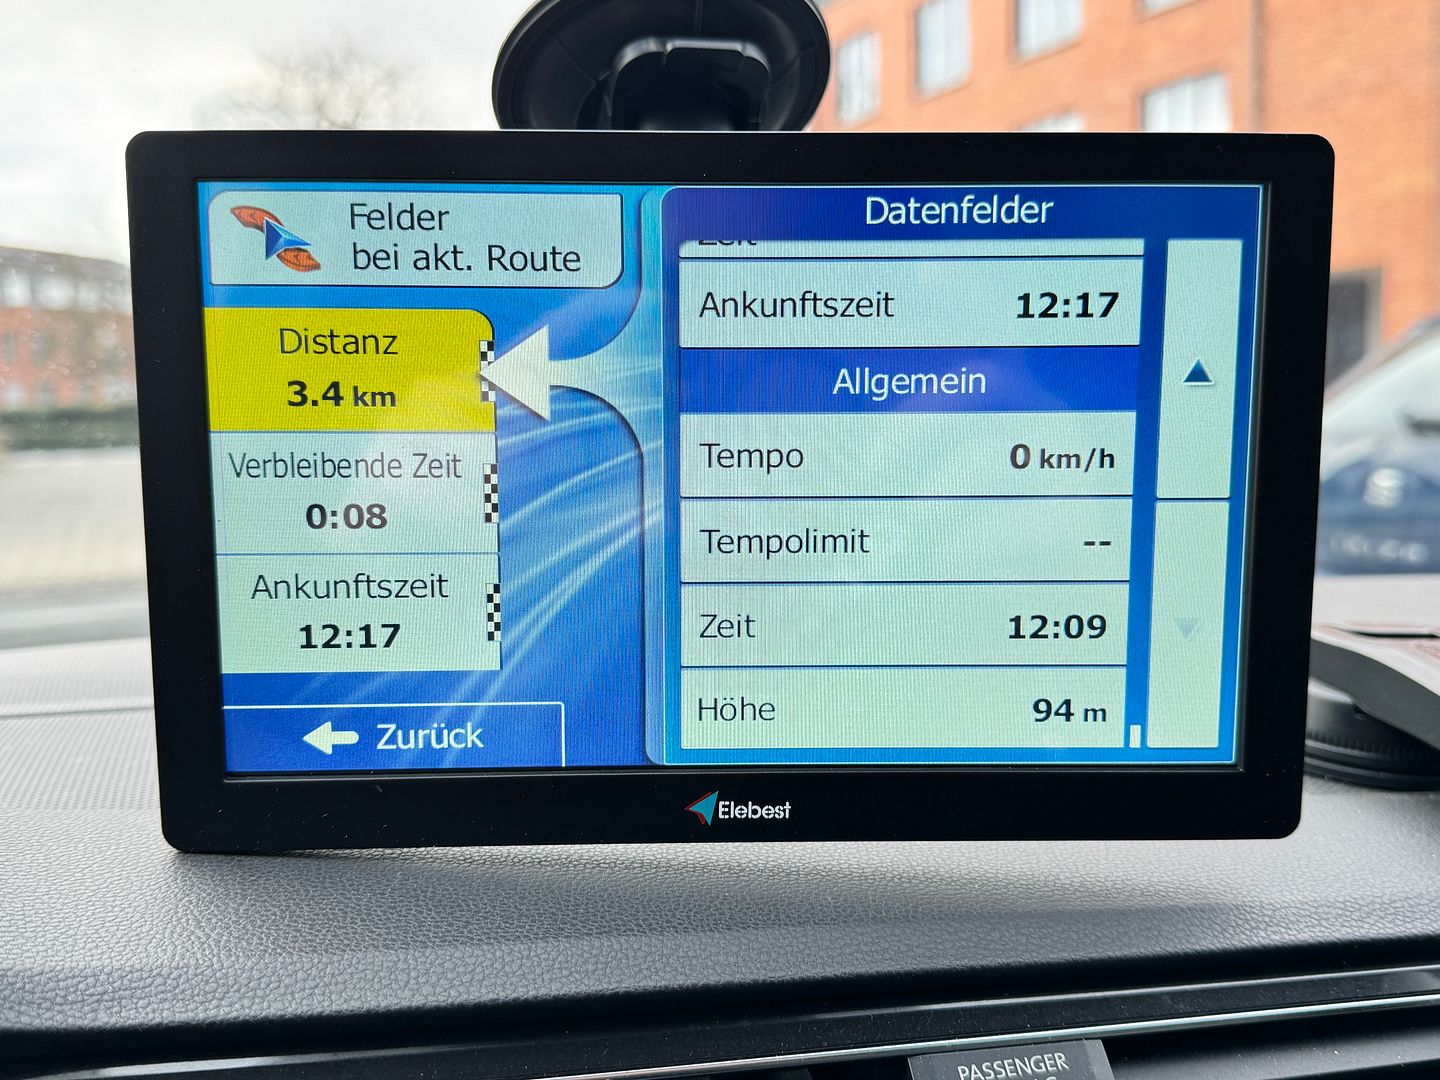 Felder
bei akt. Route
Distanz
3.4 km
Verbleibende Zeit
0:08
Ankunftszeit
12:17
Zurück
Datenfelder
Zeit
Ankunftszeit 12:17
Allgemein
Tempo 0 km/h
Tempolimit --
Zeit 12:09
Höhe 94 m
Elebest
PASSENGER